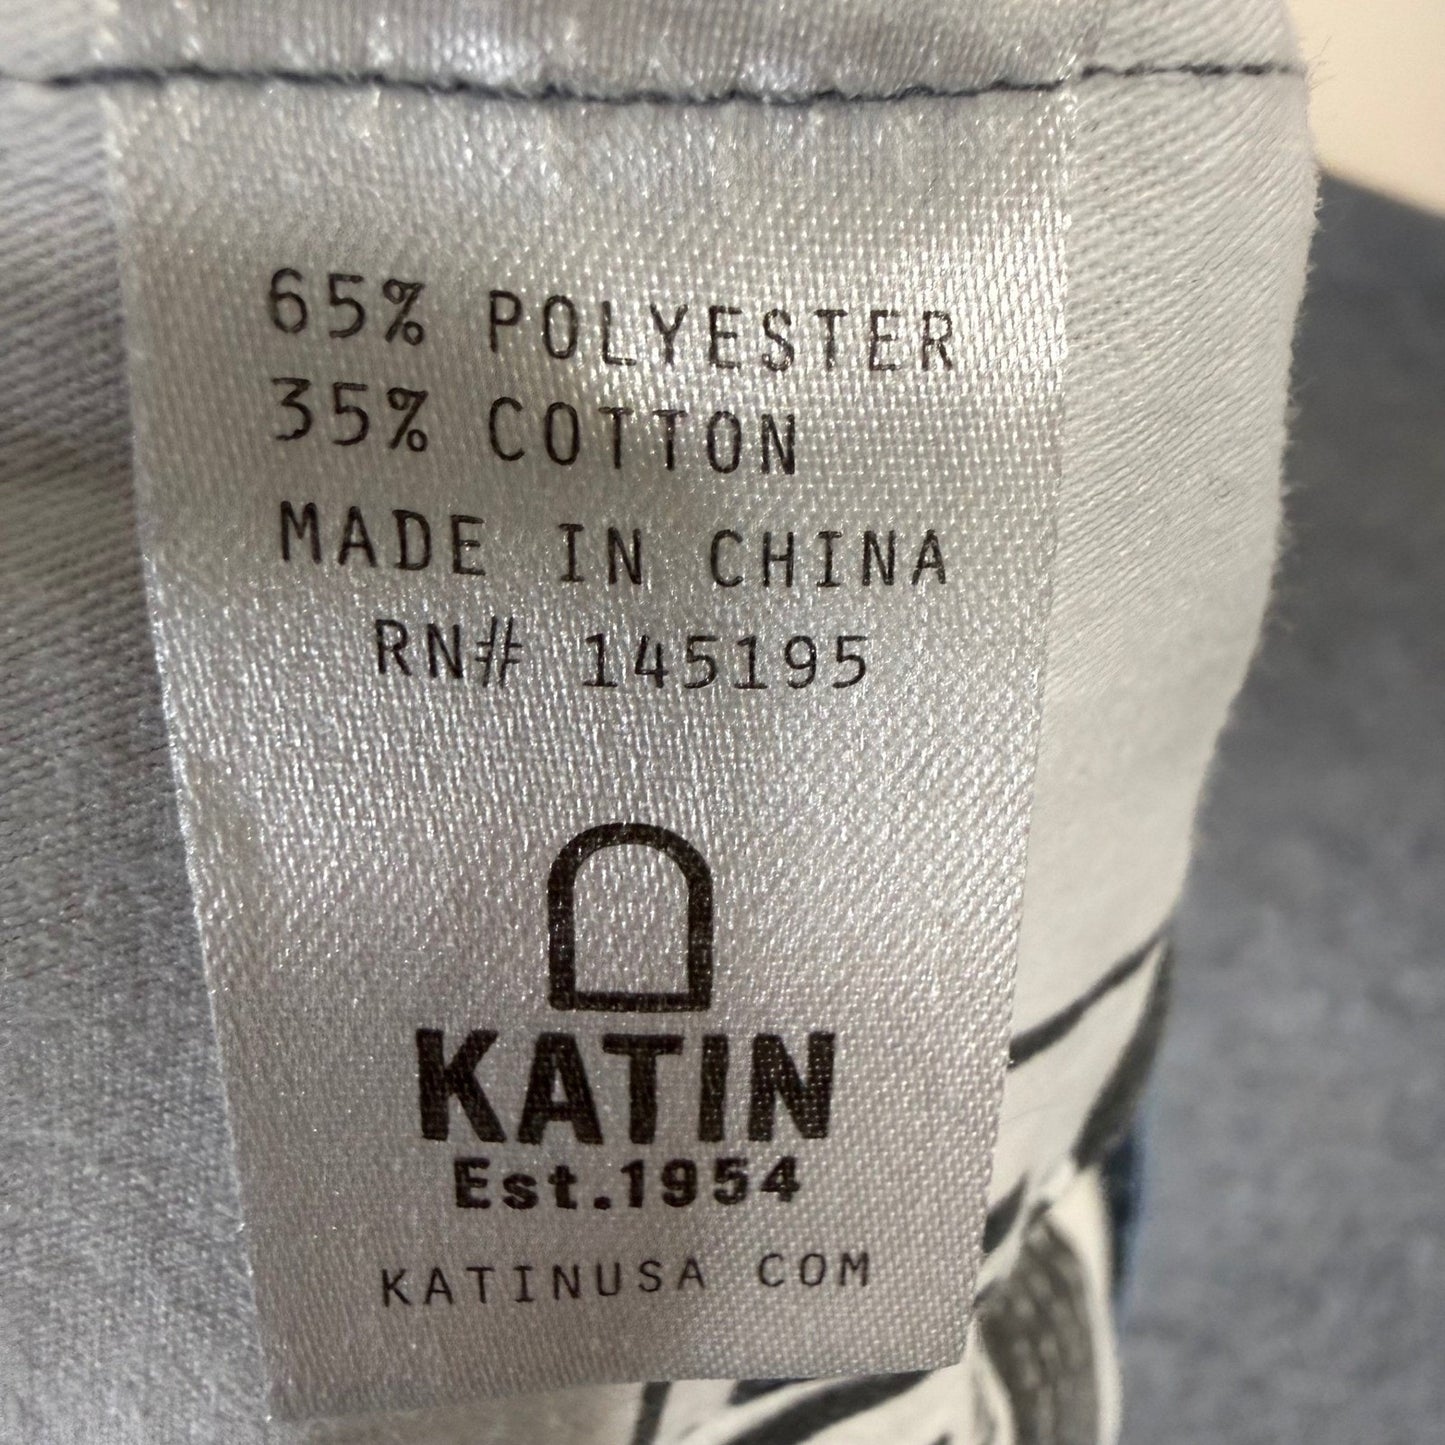 65% POLYESTER
35% COTTON
MADE IN CHINA
RN# 145195
KATIN
Est.1954
KATINUSA COM